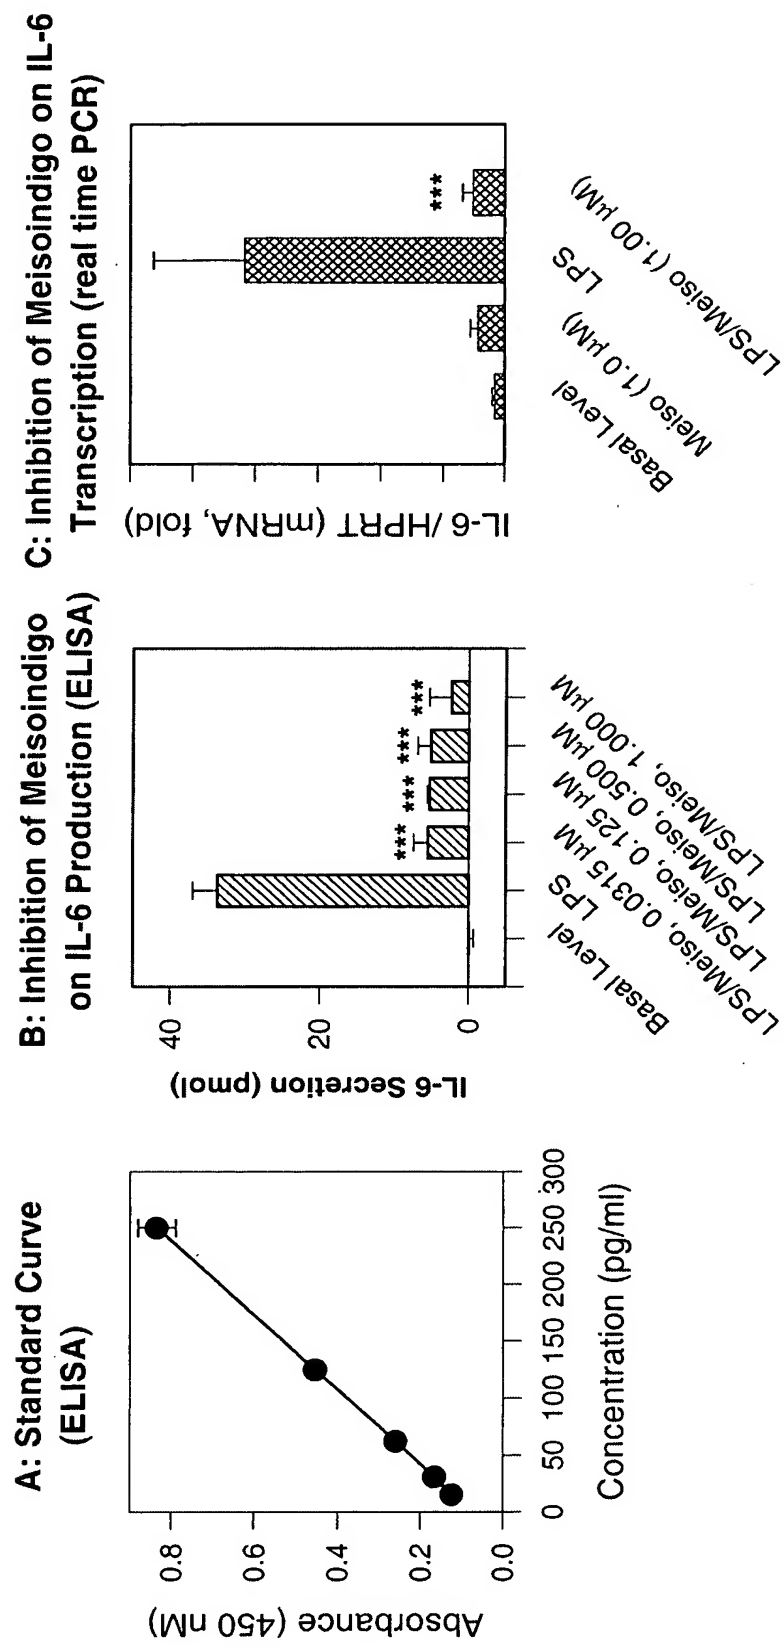 A: Standard Curve
(ELISA)
Absorbance (450 nM)
0.8
0.6
0.4
0.2
0.0
0 50 100 150 200 250 300
Concentration (pg/ml)
B: Inhibition of Meisoindigo
on IL-6 Production (ELISA)
IL-6 Secretion (pmol)
40
20
0
***
***
***
***
Basal Level
LPS
LPS/Meiso, 0.0315 µM
LPS/Meiso, 0.125 µM
LPS/Meiso, 0.500 µM
LPS/Meiso, 1.000 µM
C: Inhibition of Meisoindigo on IL-6
Transcription (real time PCR)
IL-6 / HPRT (mRNA, fold)
***
Basal Level
Meiso (1.0 µM)
LPS
LPS/Meiso (1.00 µM)